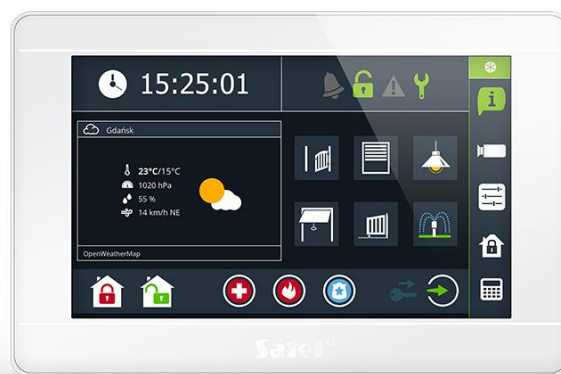 15:25:01
Gdańsk
23°C/15°C
1020 hPa
55 %
14 km/h NE
OpenWeatherMap
Satel